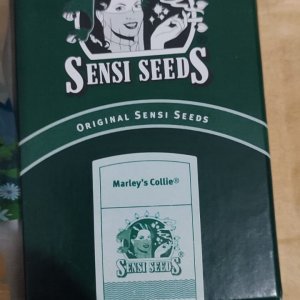 SENSI SEEDS
ORIGINAL SENSI SEEDS
Marley's Collie®
SENSI SEEDS®